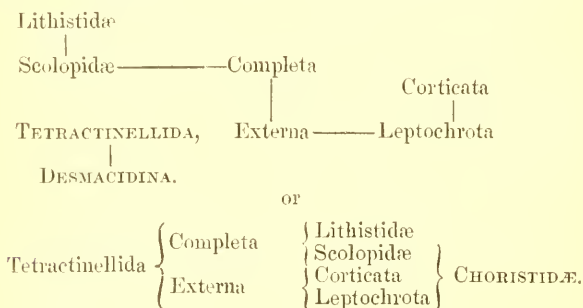 Lithistidæ
Scolopidæ Completa
Corticata
TETRACTINELLIDA, Externa Leptochrota
DESMACIDINA.
or
Tetractinellida { Completa } Lithistidæ
Scolopidæ
Externa { Corticata } CHORISTIDÆ.
Leptochrota